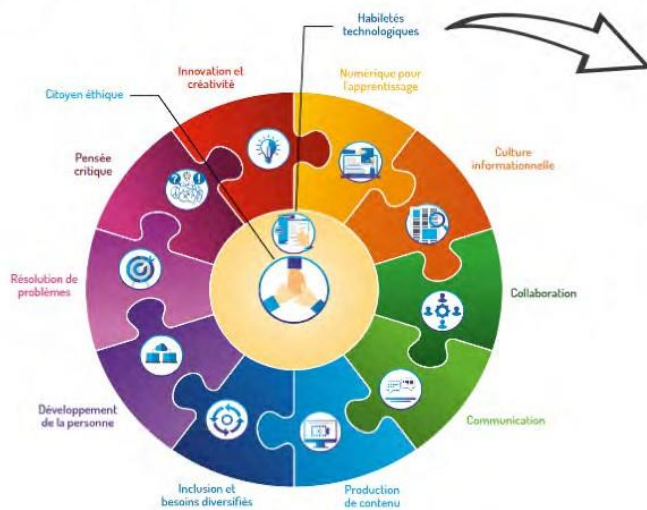 Habiletés
technologiques
Innovation et
créativité
Numérique pour
l'apprentissage
Citoyen éthique
Pensée
critique
Culture
informationnelle
Résolution de
problèmes
Collaboration
Développement
de la personne
Communication
Inclusion et
besoins diversifiés
Production
de contenu